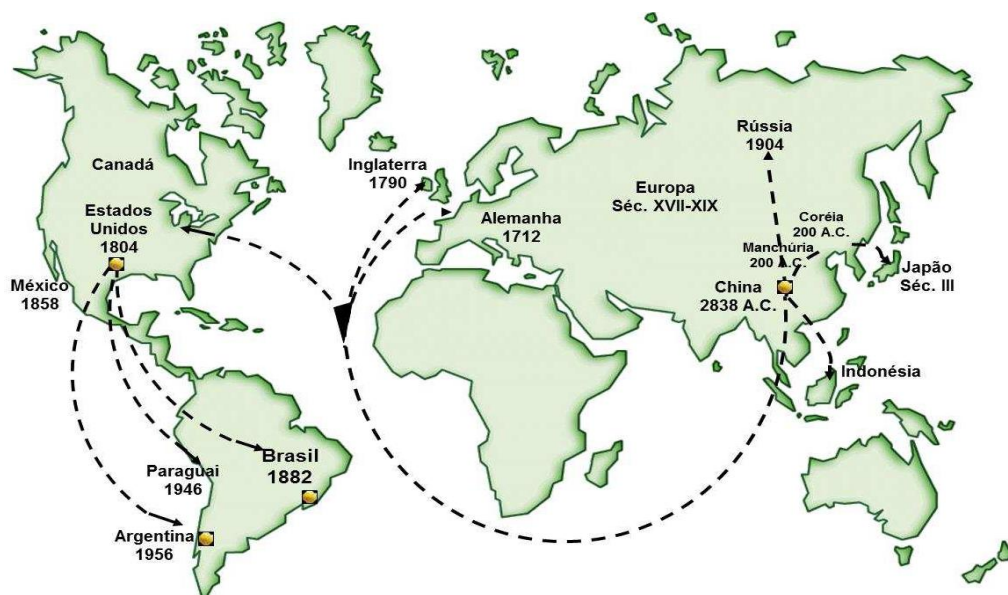 Canadá
Estados
Unidos
1804
México
1858
Inglaterra
1790
Alemanha
1712
Europa
Séc. XVII-XIX
Rússia
1904
Coréia
200 A.C.
Manchúria
200 A.C.
China
2838 A.C.
Japão
Séc. III
Indonésia
Brasil
1882
Paraguai
1946
Argentina
1956